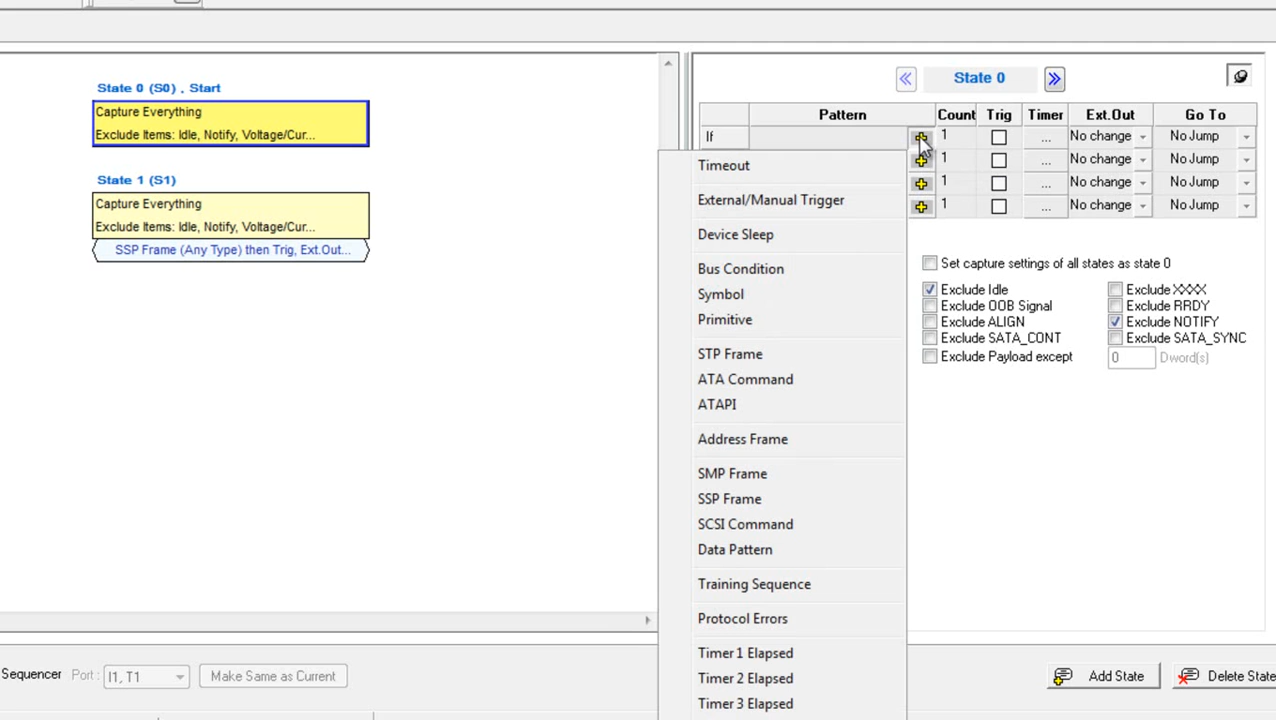 State 0 (S0) , Start
Capture Everything
Exclude Items: Idle, Notify, Voltage/Cur...
State 1 (S1)
Capture Everything
Exclude Items: Idle, Notify, Voltage/Cur...
SSP Frame (Any Type) then Trig, Ext.Out...
State 0
Pattern Count Trig Timer Ext.Out Go To
If 1 ... No change No Jump
1 ... No change No Jump
1 ... No change No Jump
1 ... No change No Jump
Timeout
External/Manual Trigger
Device Sleep
Bus Condition
Symbol
Primitive
STP Frame
ATA Command
ATAPI
Address Frame
SMP Frame
SSP Frame
SCSI Command
Data Pattern
Training Sequence
Protocol Errors
Timer 1 Elapsed
Timer 2 Elapsed
Timer 3 Elapsed
Set capture settings of all states as state 0
Exclude Idle Exclude XXXX
Exclude OOB Signal Exclude RRDY
Exclude ALIGN Exclude NOTIFY
Exclude SATA_CONT Exclude SATA_SYNC
Exclude Payload except 0 Dword(s)
Sequencer Port : I1, T1 Make Same as Current
Add State Delete State